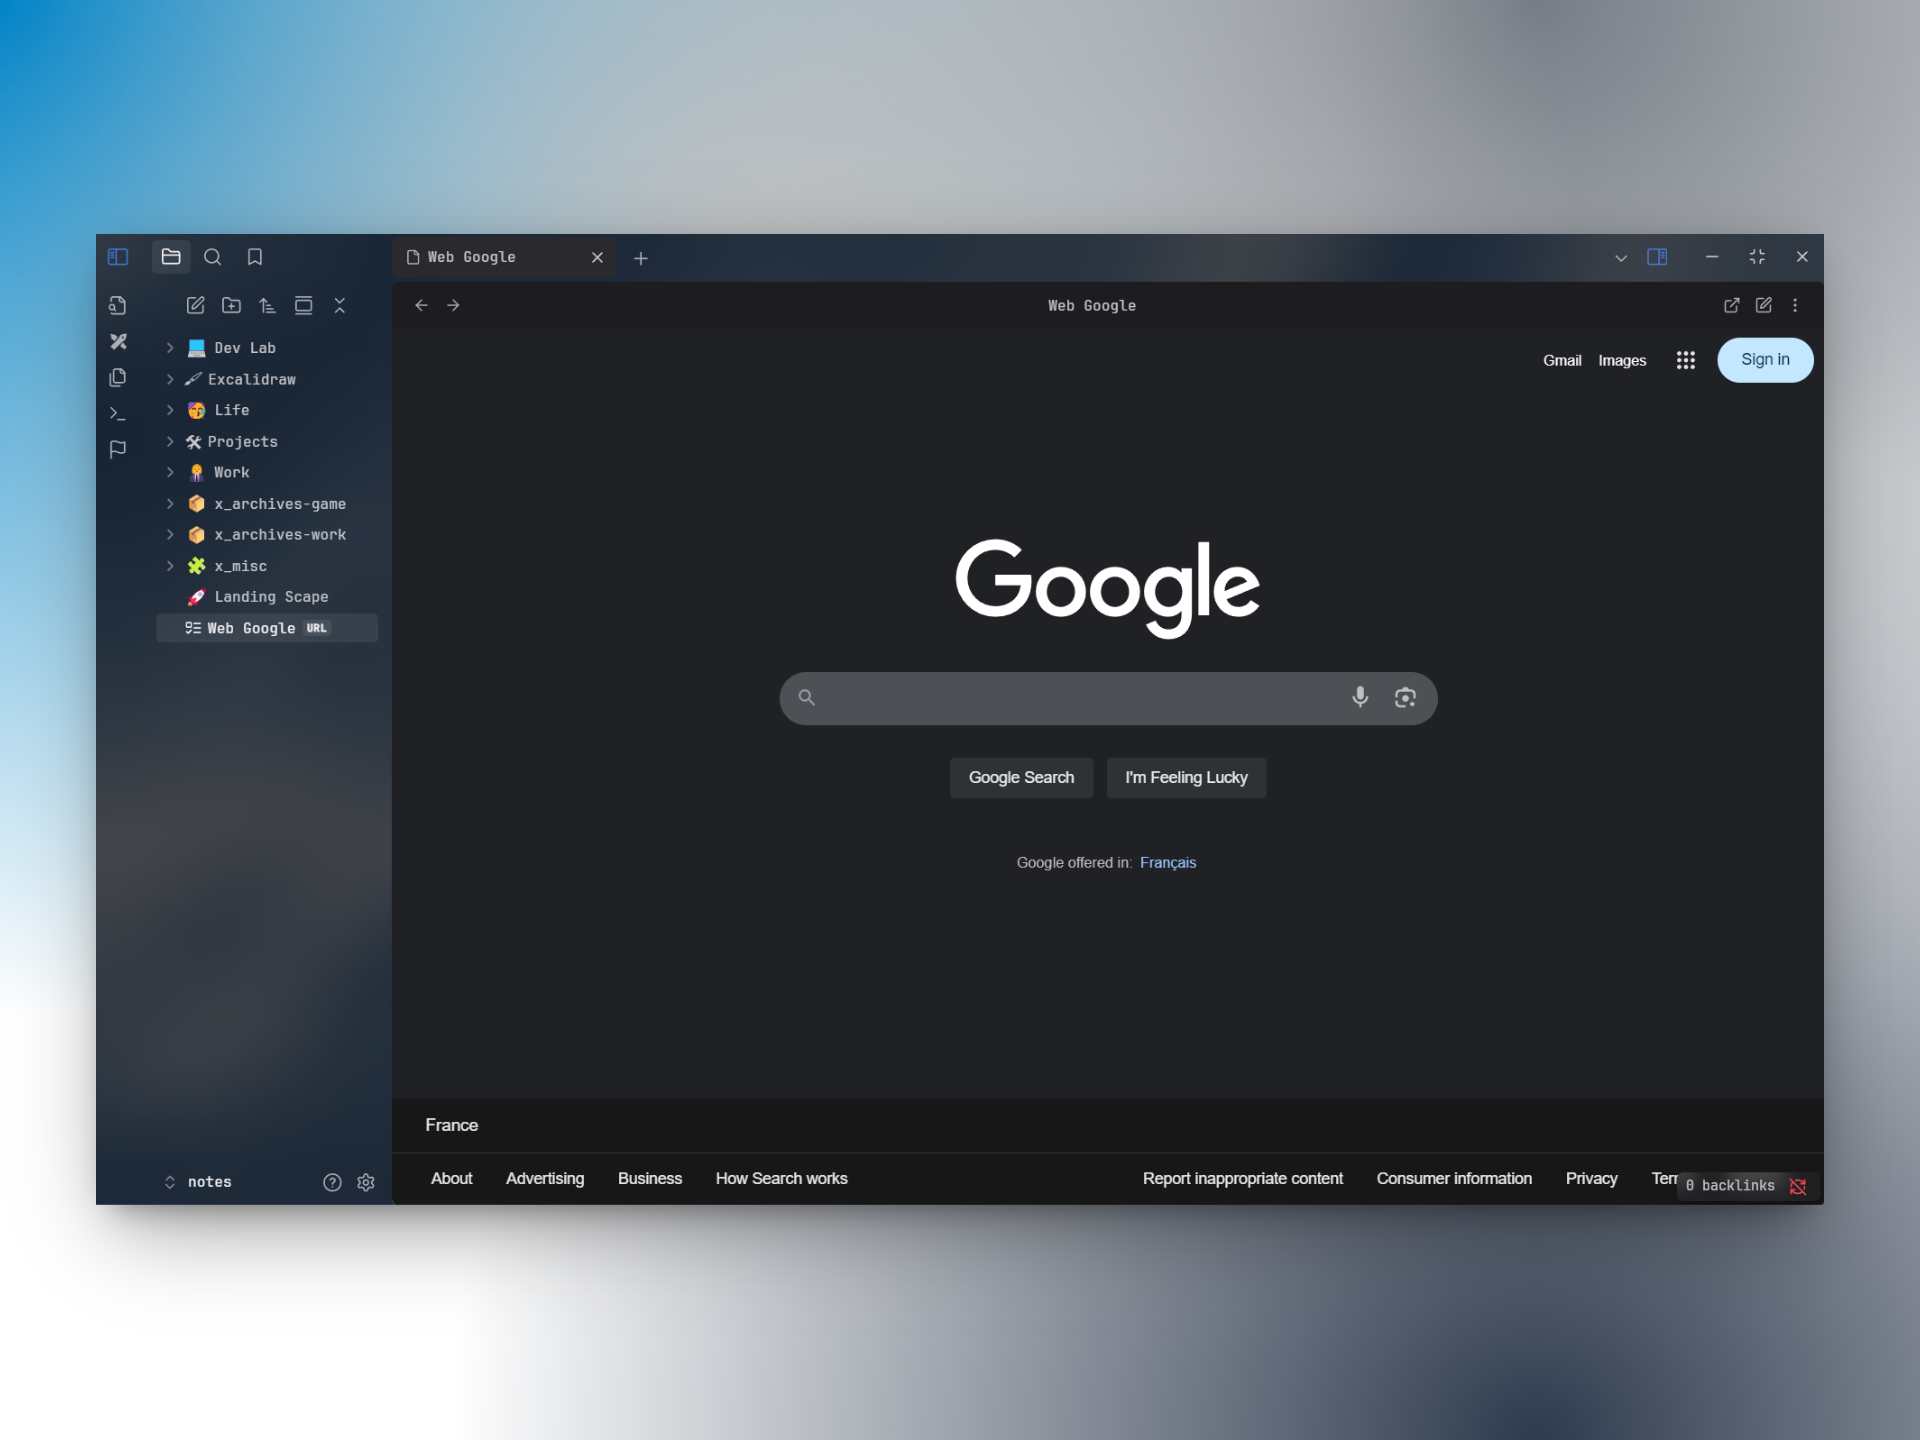 Web Google
Web Google
Dev Lab
Excalidraw
Life
Projects
Work
x_archives-game
x_archives-work
x_misc
Landing Scape
Web Google URL
notes
Gmail Images Sign in
Google
Google Search I'm Feeling Lucky
Google offered in: Français
France
About Advertising Business How Search works Report inappropriate content Consumer information Privacy
0 backlinks